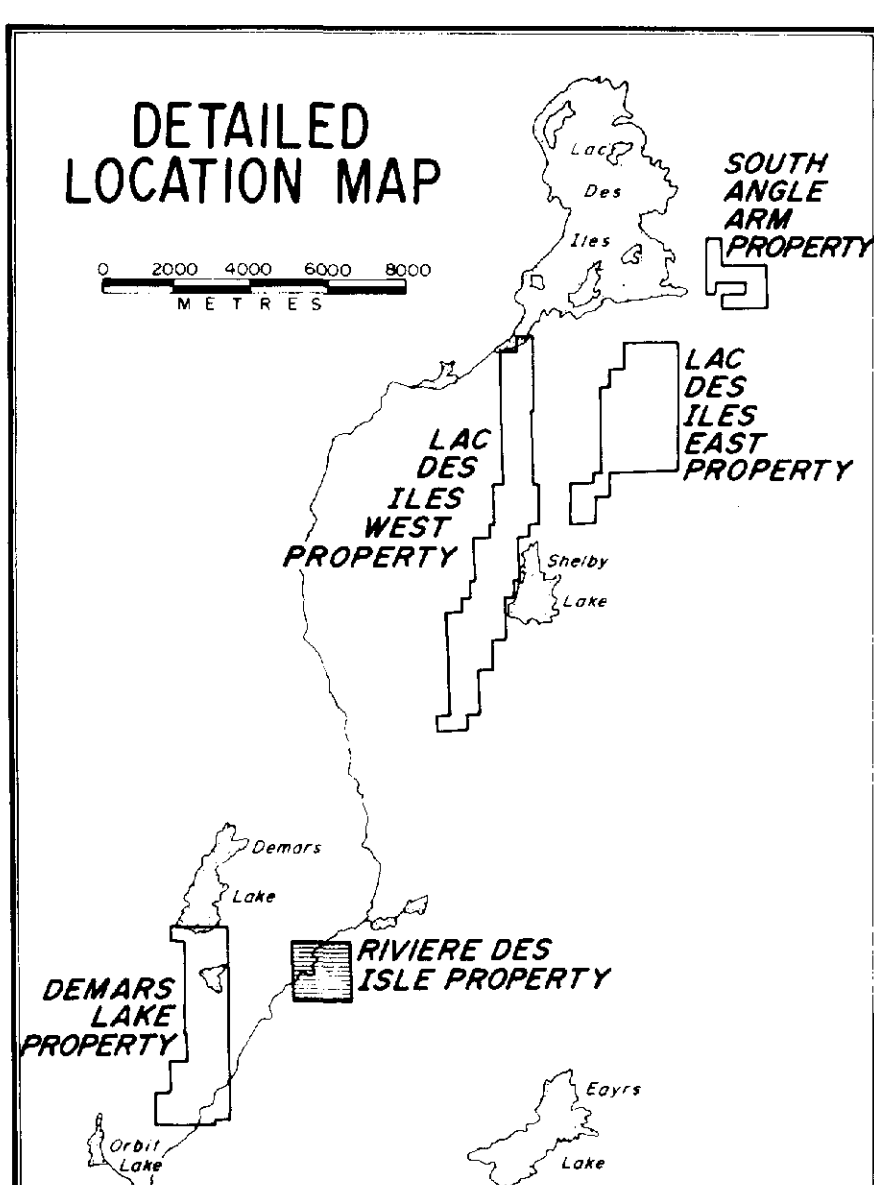 DETAILED
LOCATION MAP
0 2000 4000 6000 8000
METRES
Lac
Des
Iles
SOUTH
ANGLE
ARM
PROPERTY
LAC
DES
ILES
EAST
PROPERTY
LAC
DES
ILES
WEST
PROPERTY
Shelby
Lake
Demars
Lake
RIVIERE DES
ISLE PROPERTY
DEMARS
LAKE
PROPERTY
Orbit
Lake
Eayrs
Lake